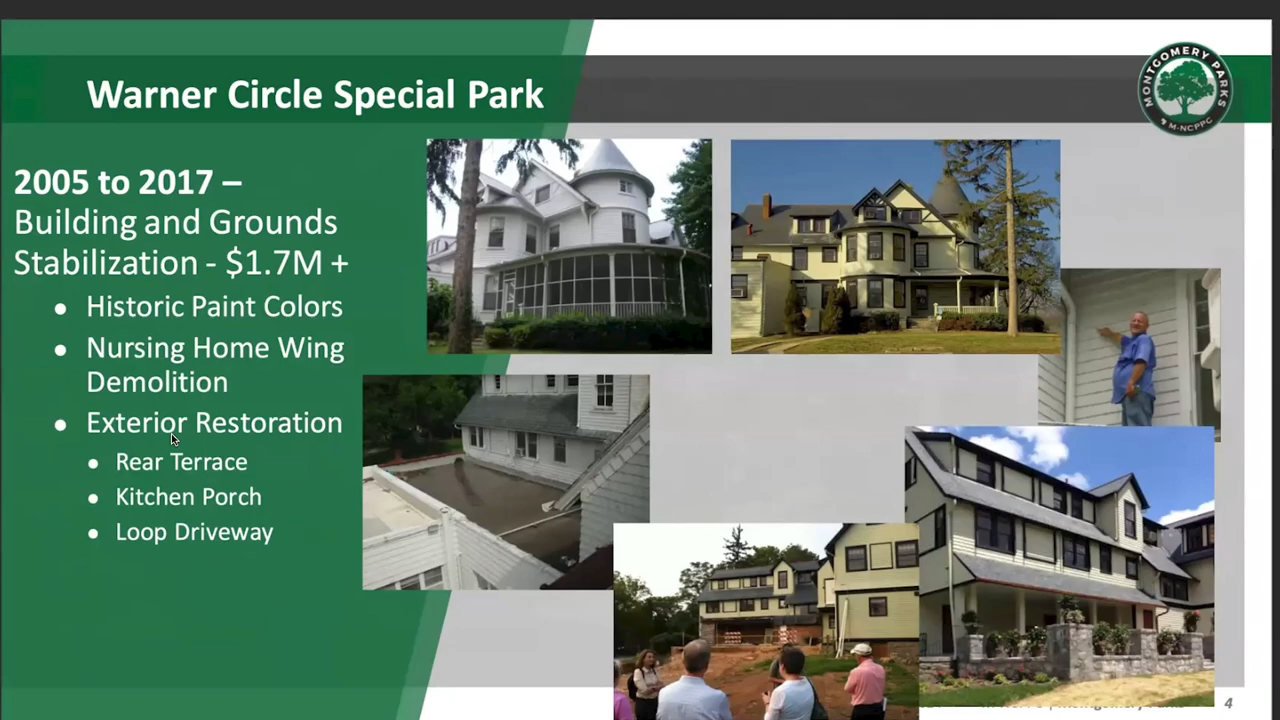 Warner Circle Special Park
MONTGOMERY PARKS
M-NCPPC
2005 to 2017 –
Building and Grounds
Stabilization - $1.7M +
• Historic Paint Colors
• Nursing Home Wing
Demolition
• Exterior Restoration
• Rear Terrace
• Kitchen Porch
• Loop Driveway
4